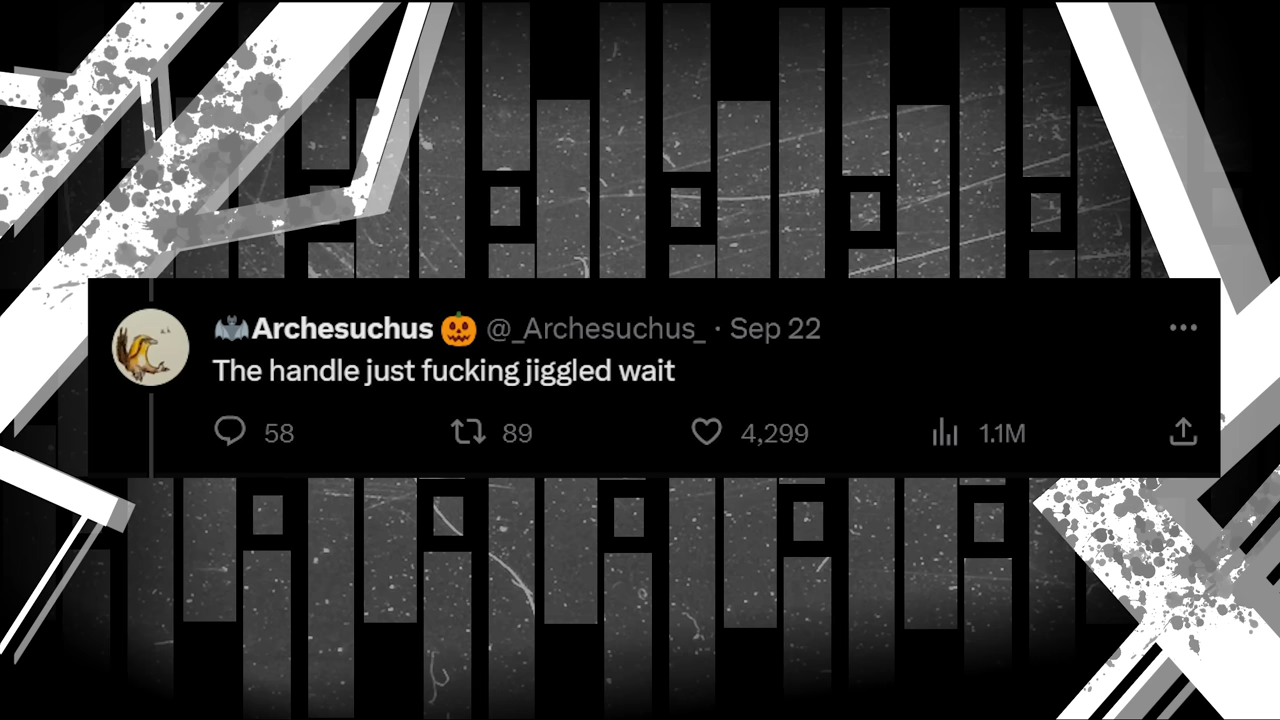 🦇Archesuchus 🎃 @_Archesuchus_ · Sep 22
The handle just fucking jiggled wait
58 89 4,299 1.1M